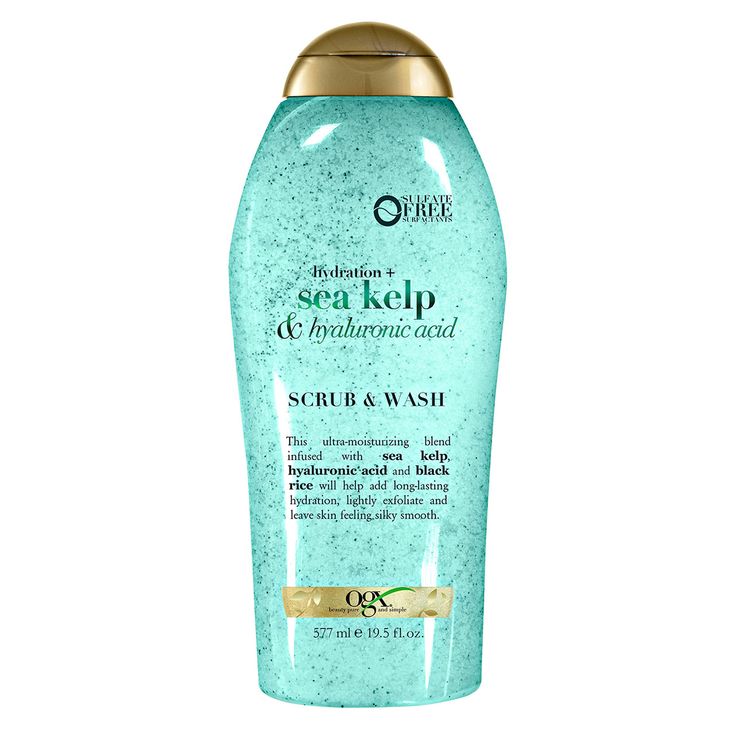 SULFATE
FREE
SURFACTANTS
hydration +
sea kelp
& hyaluronic acid
SCRUB & WASH
This ultra-moisturizing blend
infused with sea kelp,
hyaluronic acid and black
rice will help add long-lasting
hydration, lightly exfoliate and
leave skin feeling silky smooth.
ogx.
beauty pure and simple
577 ml e 19.5 fl. oz.